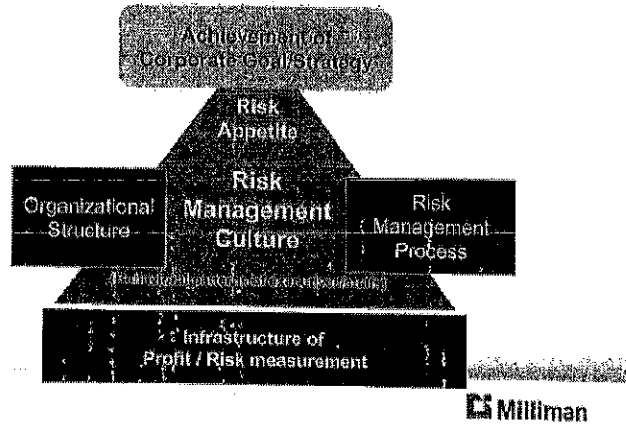 Achievement of
Corporate Goal/Strategy
Risk
Appetite
Organizational
Structure
Risk
Management
Culture
Risk
Management
Process
Infrastructure of
Profit / Risk measurement
Milliman